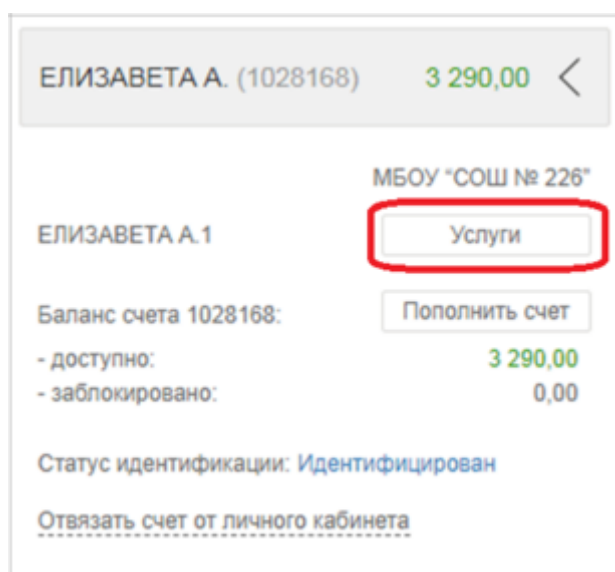 ЕЛИЗАВЕТА А. (1028168) 3 290,00
МБОУ "СОШ № 226"
ЕЛИЗАВЕТА А.1 Услуги
Баланс счета 1028168: Пополнить счет
- доступно: 3 290,00
- заблокировано: 0,00
Статус идентификации: Идентифицирован
Отвязать счет от личного кабинета